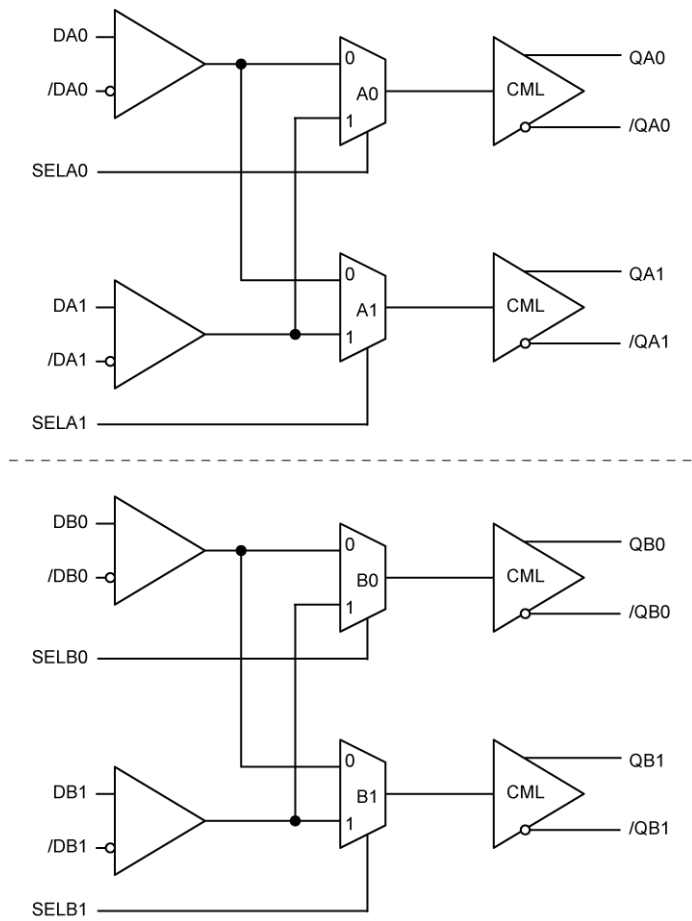 DA0
0
QA0
/DA0
A0
CML
1
/QA0
SELA0
0
QA1
DA1
A1
CML
1
/DA1
/QA1
SELA1
DB0
0
QB0
/DB0
B0
CML
1
/QB0
SELB0
0
QB1
DB1
B1
CML
1
/DB1
/QB1
SELB1